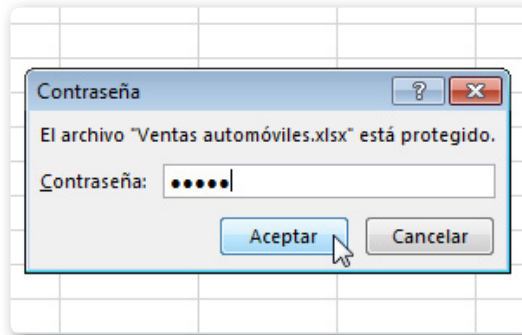 Contraseña
El archivo "Ventas automóviles.xlsx" está protegido.
Contraseña: •••••
Aceptar Cancelar